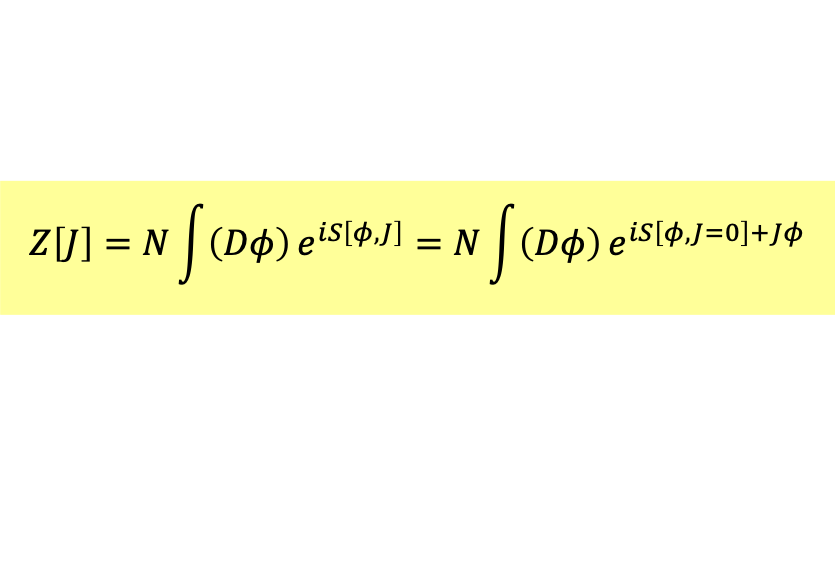 Z[J] = N ∫(Dϕ) e^{iS[ϕ,J]} = N ∫(Dϕ) e^{iS[ϕ,J=0]+Jϕ}